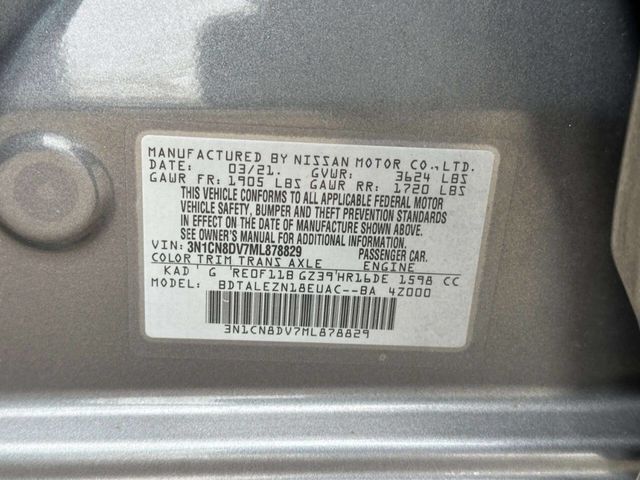 MANUFACTURED BY NISSAN MOTOR CO.,LTD.
DATE: 03/21. GVWR: 3624 LBS
GAWR FR: 1905 LBS GAWR RR: 1720 LBS
THIS VEHICLE CONFORMS TO ALL APPLICABLE FEDERAL MOTOR
VEHICLE SAFETY, BUMPER AND THEFT PREVENTION STANDARDS
IN EFFECT ON THE DATE OF MANUFACTURE SHOWN ABOVE.
SEE OWNER'S MANUAL FOR ADDITIONAL INFORMATION.
VIN: 3N1CN8DV7ML878829 PASSENGER CAR.
COLOR TRIM TRANS AXLE ENGINE
KAD ' G 'RE0F11B GZ39'HR16DE 1598 CC
MODEL: BDTALEZN18EUAC--BA 4Z000
3N1CN8DV7ML878829